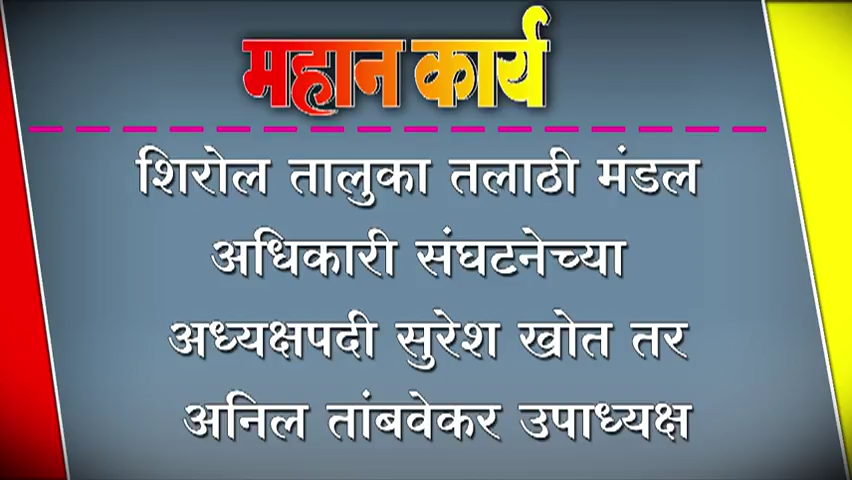 महान कार्य
शिरोल तालुका तलाठी मंडल
अधिकारी संघटनेच्या
अध्यक्षपदी सुरेश खोत तर
अनिल तांबवेकर उपाध्यक्ष